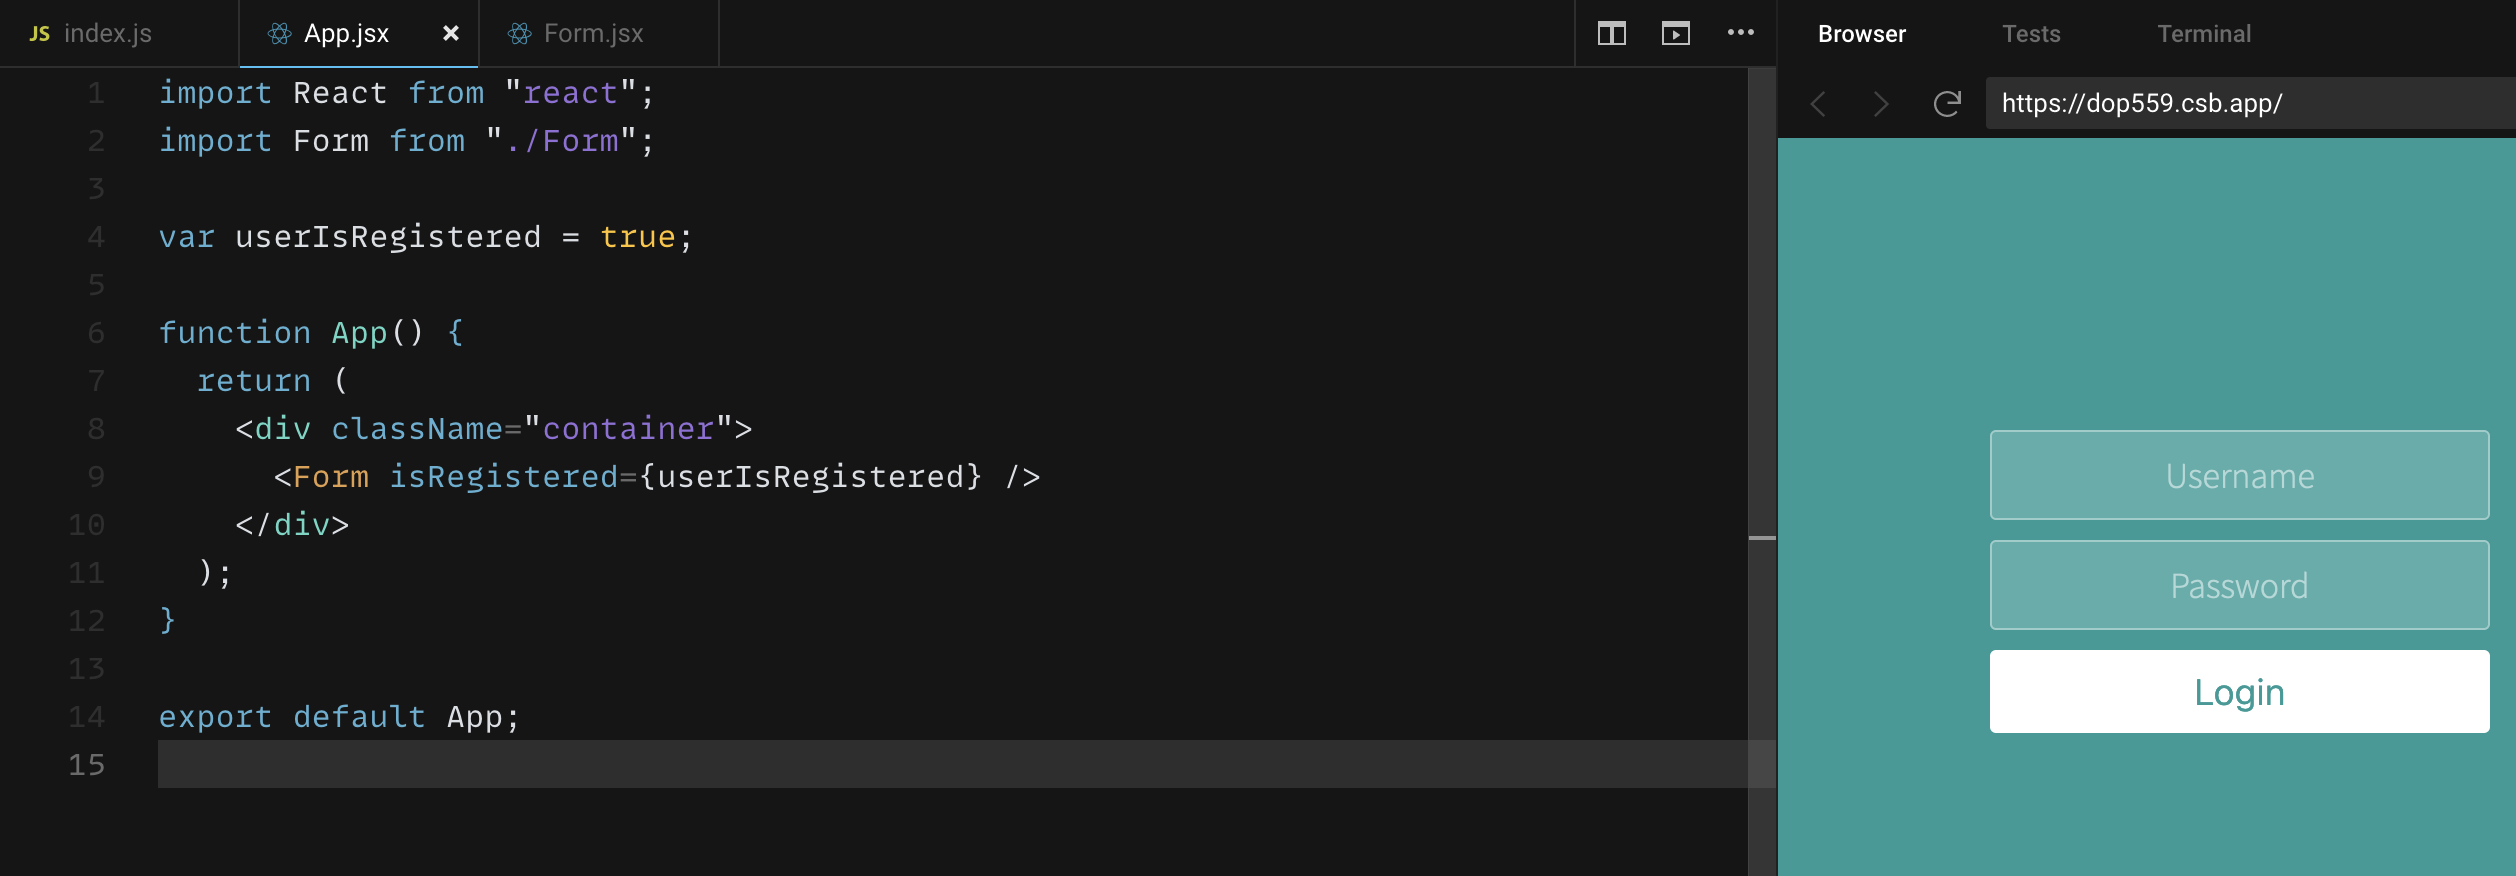 JS index.js App.jsx Form.jsx
1 import React from "react";
2 import Form from "./Form";
3
4 var userIsRegistered = true;
5
6 function App() {
7   return (
8     <div className="container">
9       <Form isRegistered={userIsRegistered} />
10     </div>
11   );
12 }
13
14 export default App;
15
Browser Tests Terminal
https://dop559.csb.app/
Username
Password
Login